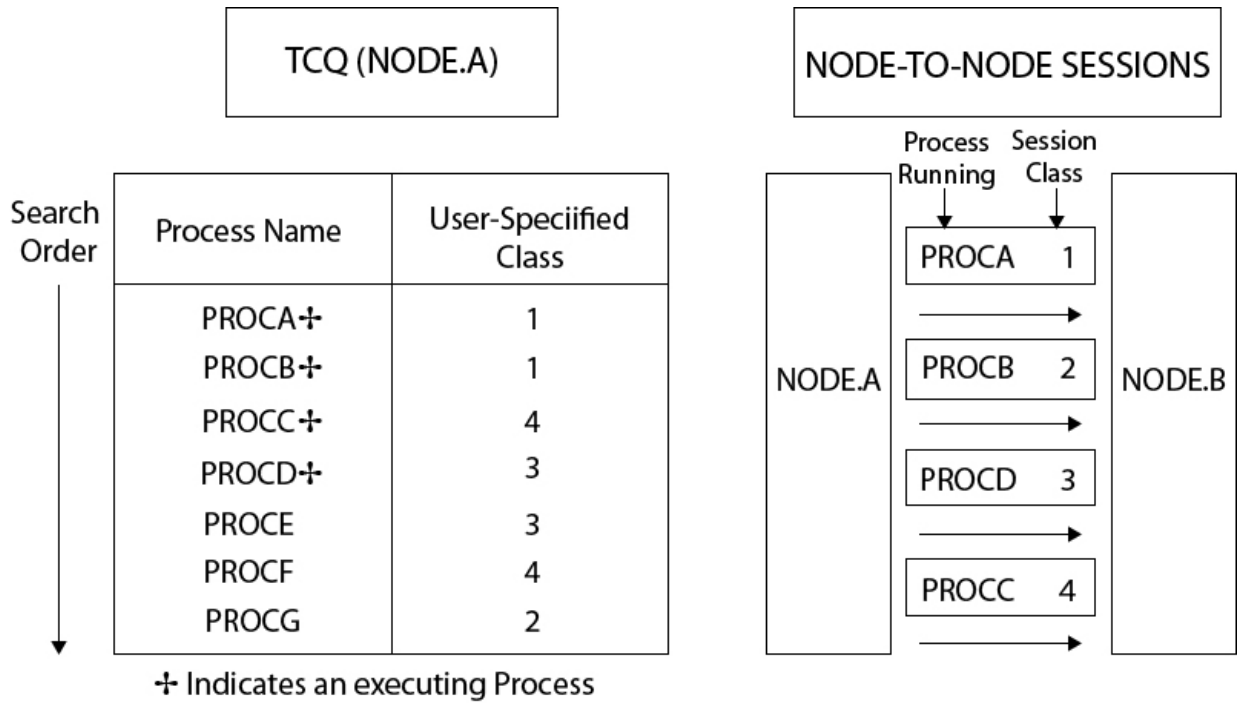 TCQ (NODE.A)
NODE-TO-NODE SESSIONS
Search
Order
Process Name
User-Speciified
Class
PROCA✢ 1
PROCB✢ 1
PROCC✢ 4
PROCD✢ 3
PROCE 3
PROCF 4
PROCG 2
✢ Indicates an executing Process
Process
Running
Session
Class
NODE.A
PROCA 1
PROCB 2
PROCD 3
PROCC 4
NODE.B